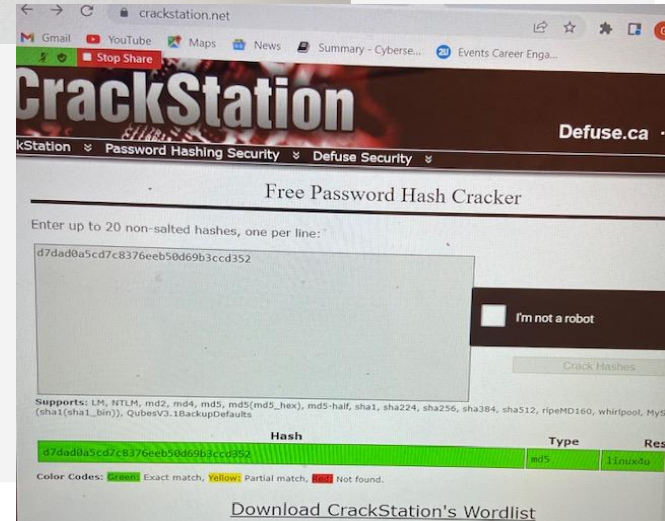 crackstation.net
Gmail YouTube Maps News Summary - Cyberse... 2U Events Career Enga...
Stop Share
CrackStation
Defuse.ca
kStation Password Hashing Security Defuse Security
Free Password Hash Cracker
Enter up to 20 non-salted hashes, one per line:
d7dad0a5cd7c8376eeb50d69b3ccd352
I'm not a robot
Crack Hashes
Supports: LM, NTLM, md2, md4, md5, md5(md5_hex), md5-half, sha1, sha224, sha256, sha384, sha512, ripeMD160, whirlpool, MyS
(sha1(sha1_bin)), QubesV3.1BackupDefaults
Hash Type Res
d7dad0a5cd7c8376eeb50d69b3ccd352 md5 linux4u
Color Codes: Green: Exact match, Yellow: Partial match, Red: Not found.
Download CrackStation's Wordlist